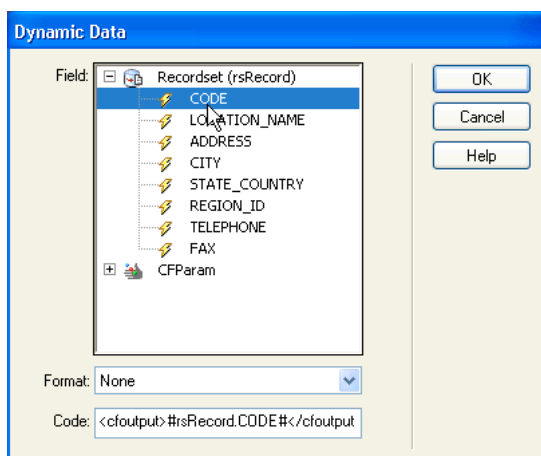 Dynamic Data
Field:
Recordset (rsRecord)
CODE
LOCATION_NAME
ADDRESS
CITY
STATE_COUNTRY
REGION_ID
TELEPHONE
FAX
CFParam
OK
Cancel
Help
Format: None
Code: <cfoutput>#rsRecord.CODE#</cfoutput